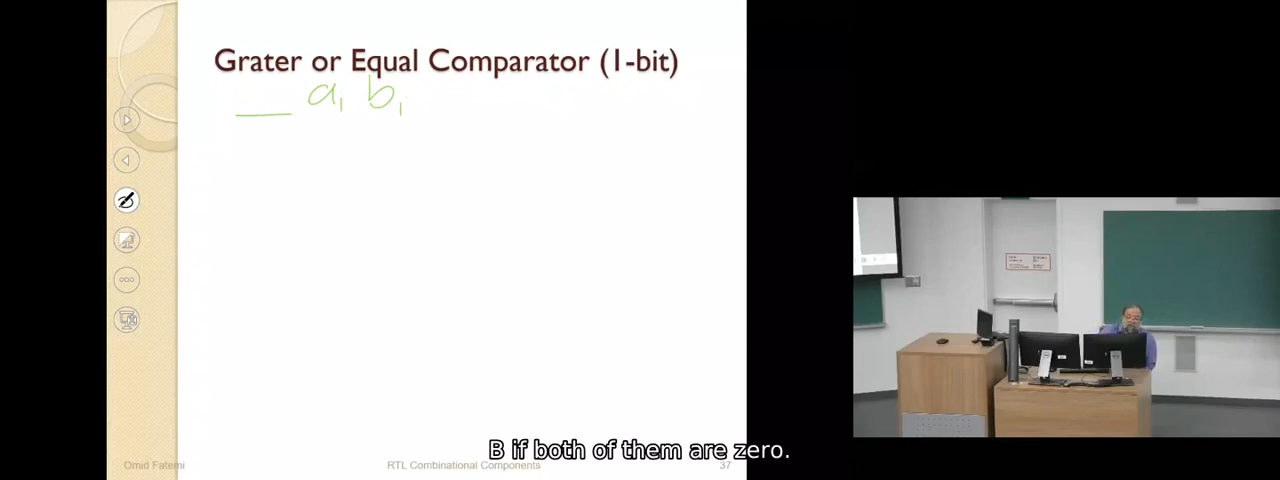 Grater or Equal Comparator (1-bit)
a₁ b₁
B if both of them are zero.
Omid Fatemi RTL Combinational Components 37